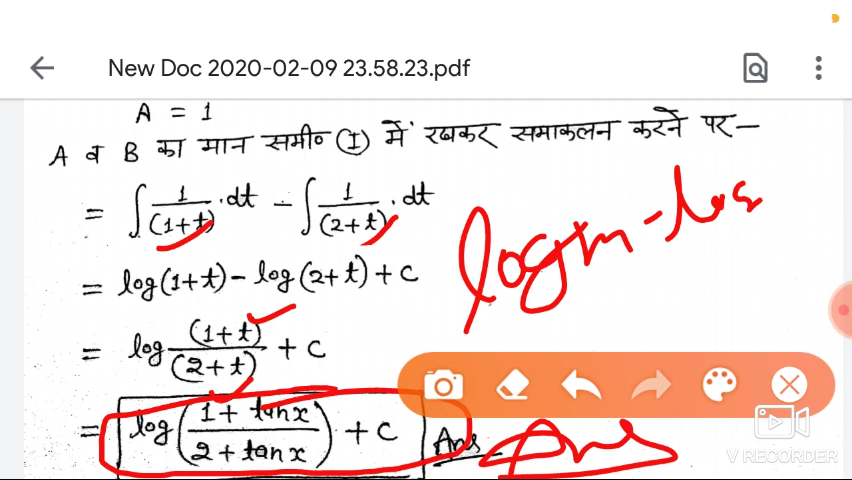 New Doc 2020-02-09 23.58.23.pdf
A = 1
A व B का मान समी० (I) में रखकर समाकलन करने पर—
= ∫ 1/(1+t) .dt - ∫ 1/(2+t) .dt
= log(1+t) - log(2+t) + c
log m - log
= log (1+t)/(2+t) + c
= log( (1+tanx)/(2+tanx) ) + c Ans
Ans
V RECORDER